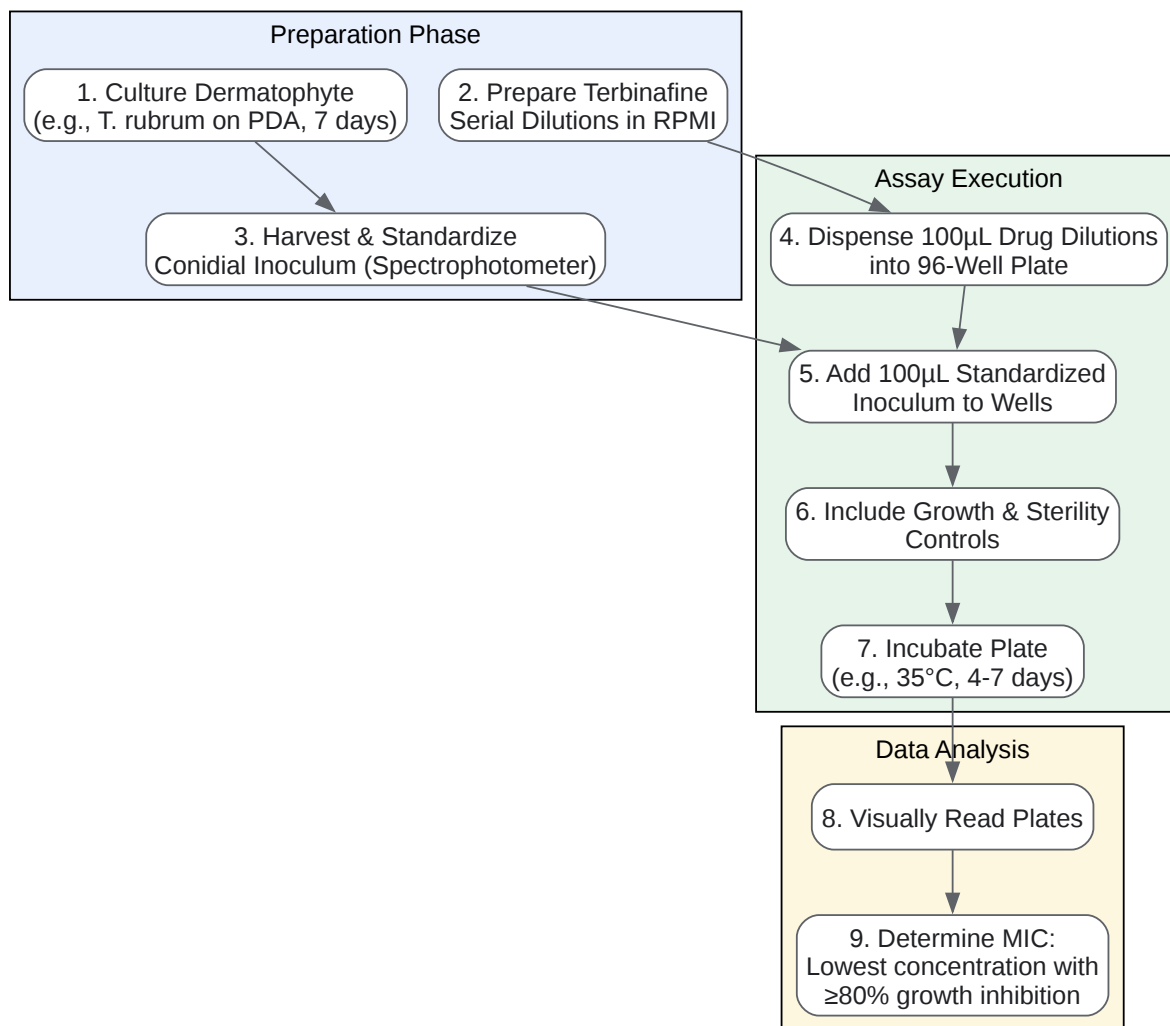 Preparation Phase
1. Culture Dermatophyte
(e.g., T. rubrum on PDA, 7 days)
2. Prepare Terbinafine
Serial Dilutions in RPMI
3. Harvest & Standardize
Conidial Inoculum (Spectrophotometer)
Assay Execution
4. Dispense 100µL Drug Dilutions
into 96-Well Plate
5. Add 100µL Standardized
Inoculum to Wells
6. Include Growth & Sterility
Controls
7. Incubate Plate
(e.g., 35°C, 4-7 days)
Data Analysis
8. Visually Read Plates
9. Determine MIC:
Lowest concentration with
≥80% growth inhibition